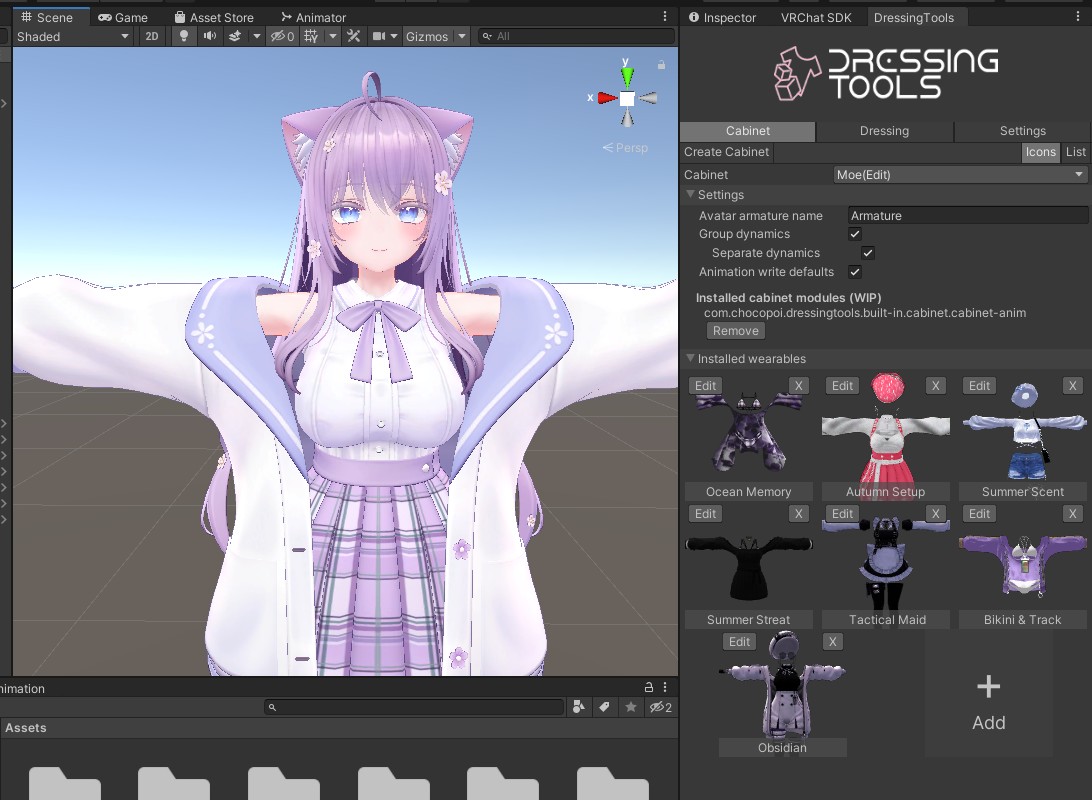 Scene Game Asset Store Animator
Shaded 2D 0 Gizmos All
y
x
Persp
nimation
2
Assets
Inspector VRChat SDK DressingTools
DRESSING
TOOLS
Cabinet Dressing Settings
Create Cabinet Icons List
Cabinet Moe(Edit)
Settings
Avatar armature name Armature
Group dynamics
Separate dynamics
Animation write defaults
Installed cabinet modules (WIP)
com.chocopoi.dressingtools.built-in.cabinet.cabinet-anim
Remove
Installed wearables
Edit X Edit X Edit X
Ocean Memory Autumn Setup Summer Scent
Edit X Edit X Edit X
Summer Streat Tactical Maid Bikini & Track
Edit X
+
Add
Obsidian